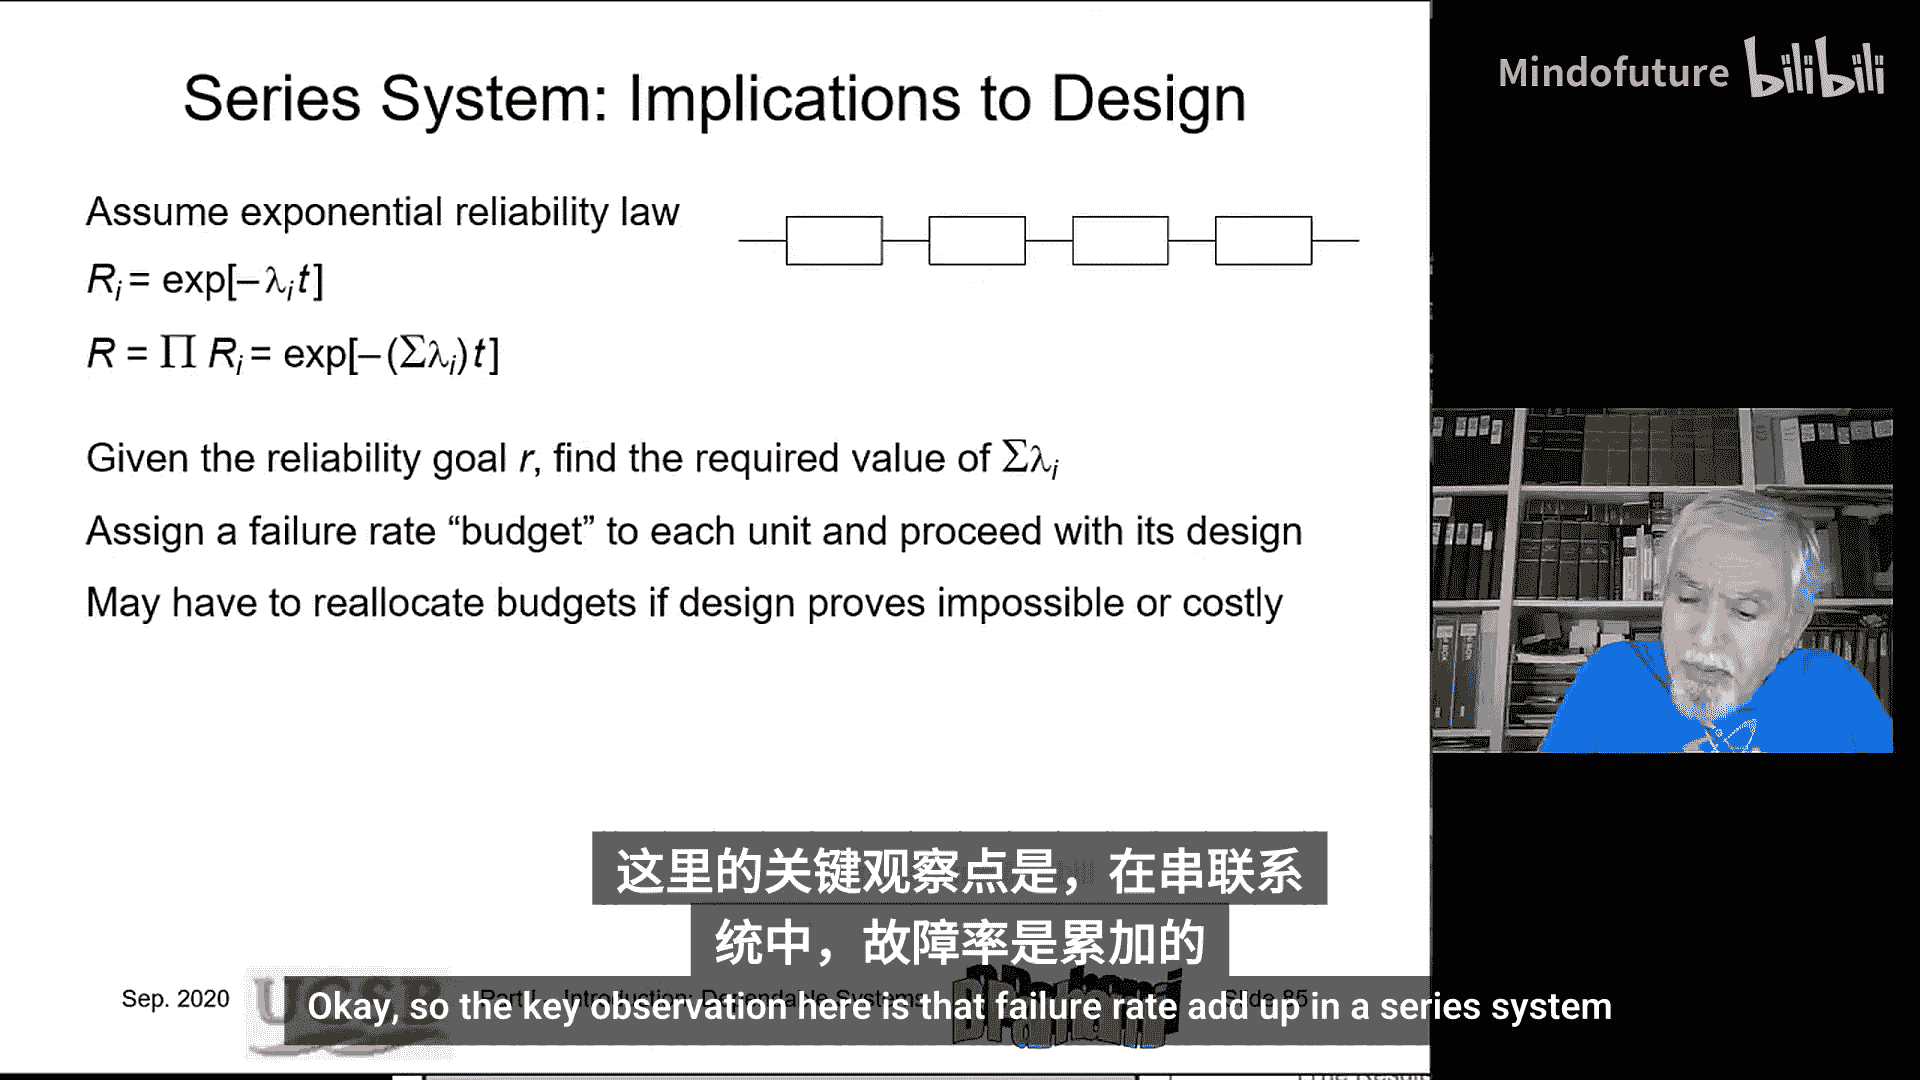 Series System: Implications to Design
Mindofuture bilibili
Assume exponential reliability law
Rᵢ = exp[–λᵢt]
R = ∏ Rᵢ = exp[–(Σλᵢ)t]
Given the reliability goal r, find the required value of Σλᵢ
Assign a failure rate “budget” to each unit and proceed with its design
May have to reallocate budgets if design proves impossible or costly
这里的关键观察点是，在串联系
统中，故障率是累加的
Sep. 2020
UCSB
Slide 85
Okay, so the key observation here is that failure rate add up in a series system